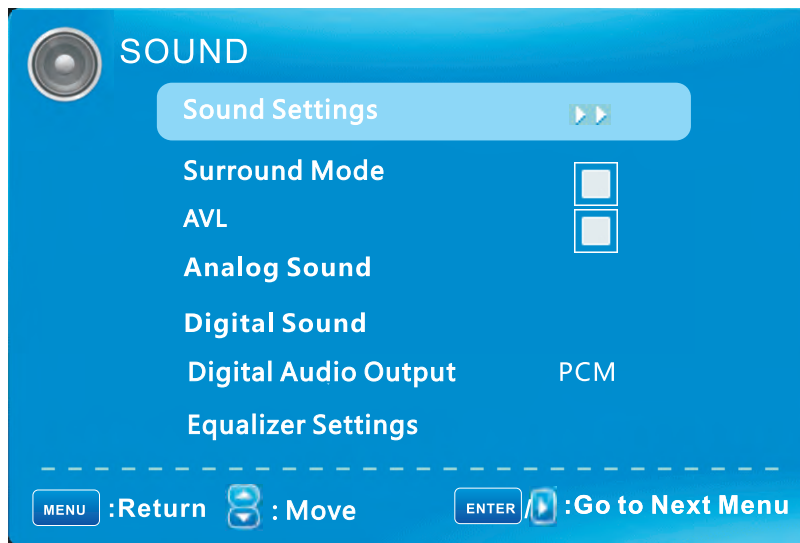 SOUND
Sound Settings
Surround Mode
AVL
Analog Sound
Digital Sound
Digital Audio Output PCM
Equalizer Settings
MENU :Return : Move ENTER / :Go to Next Menu